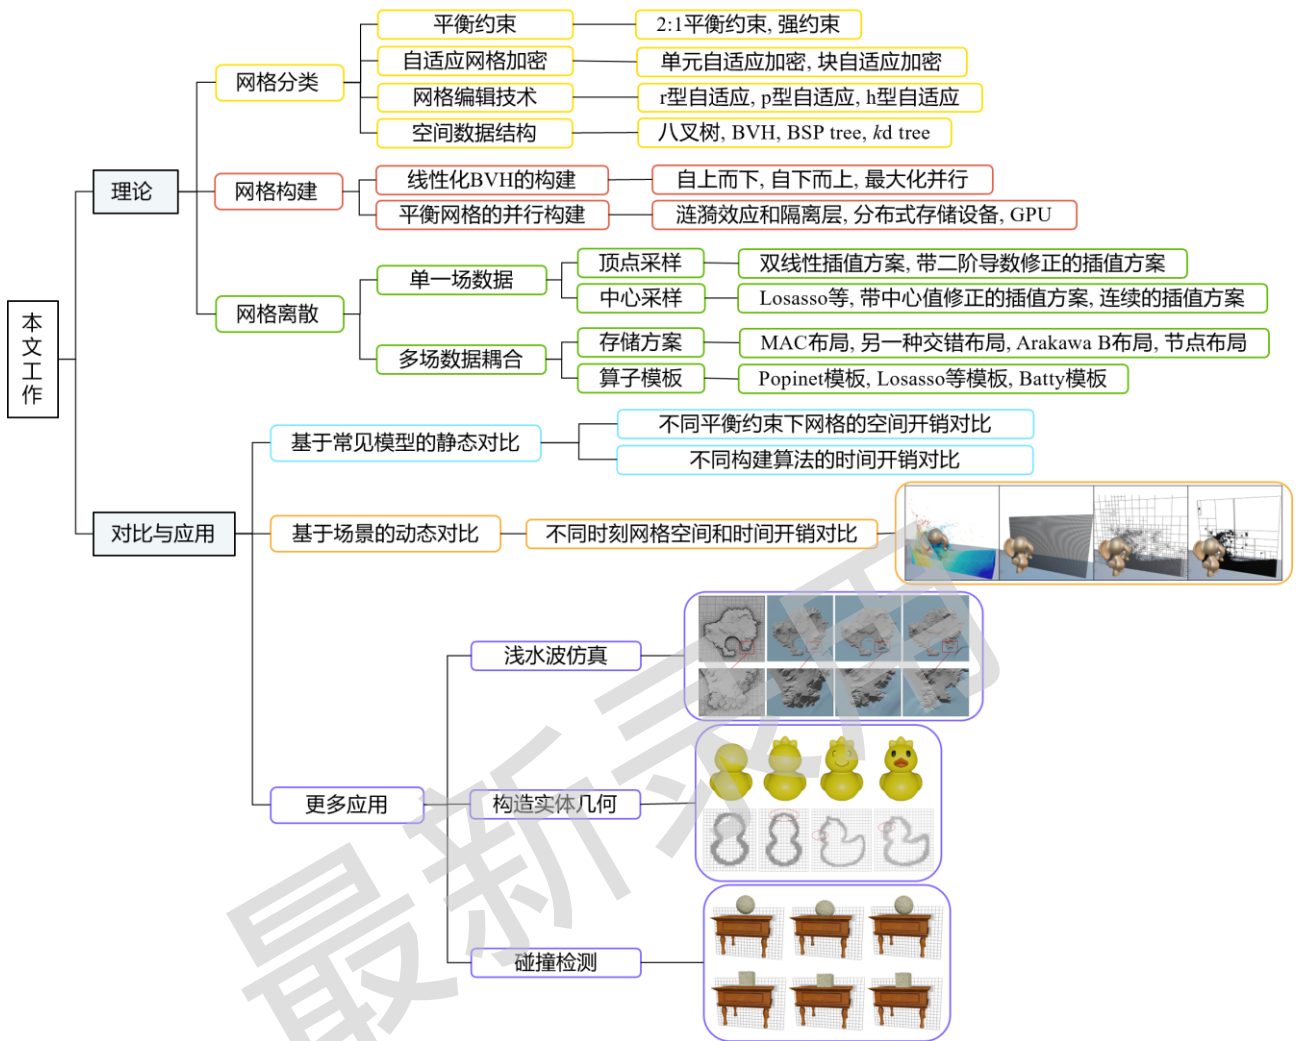 平衡约束
2:1平衡约束, 强约束
自适应网格加密
单元自适应加密, 块自适应加密
网格分类
网格编辑技术
r型自适应, p型自适应, h型自适应
空间数据结构
八叉树, BVH, BSP tree, kd tree
理论
网格构建
线性化BVH的构建
自上而下, 自下而上, 最大化并行
平衡网格的并行构建
涟漪效应和隔离层, 分布式存储设备, GPU
网格离散
单一场数据
顶点采样
双线性插值方案, 带二阶导数修正的插值方案
中心采样
Losasso等, 带中心值修正的插值方案, 连续的插值方案
多场数据耦合
存储方案
MAC布局, 另一种交错布局, Arakawa B布局, 节点布局
算子模板
Popinet模板, Losasso等模板, Batty模板
本文工作
对比与应用
基于常见模型的静态对比
不同平衡约束下网格的空间开销对比
不同构建算法的时间开销对比
基于场景的动态对比
不同时刻网格空间和时间开销对比
更多应用
浅水波仿真
构造实体几何
碰撞检测
最新录用